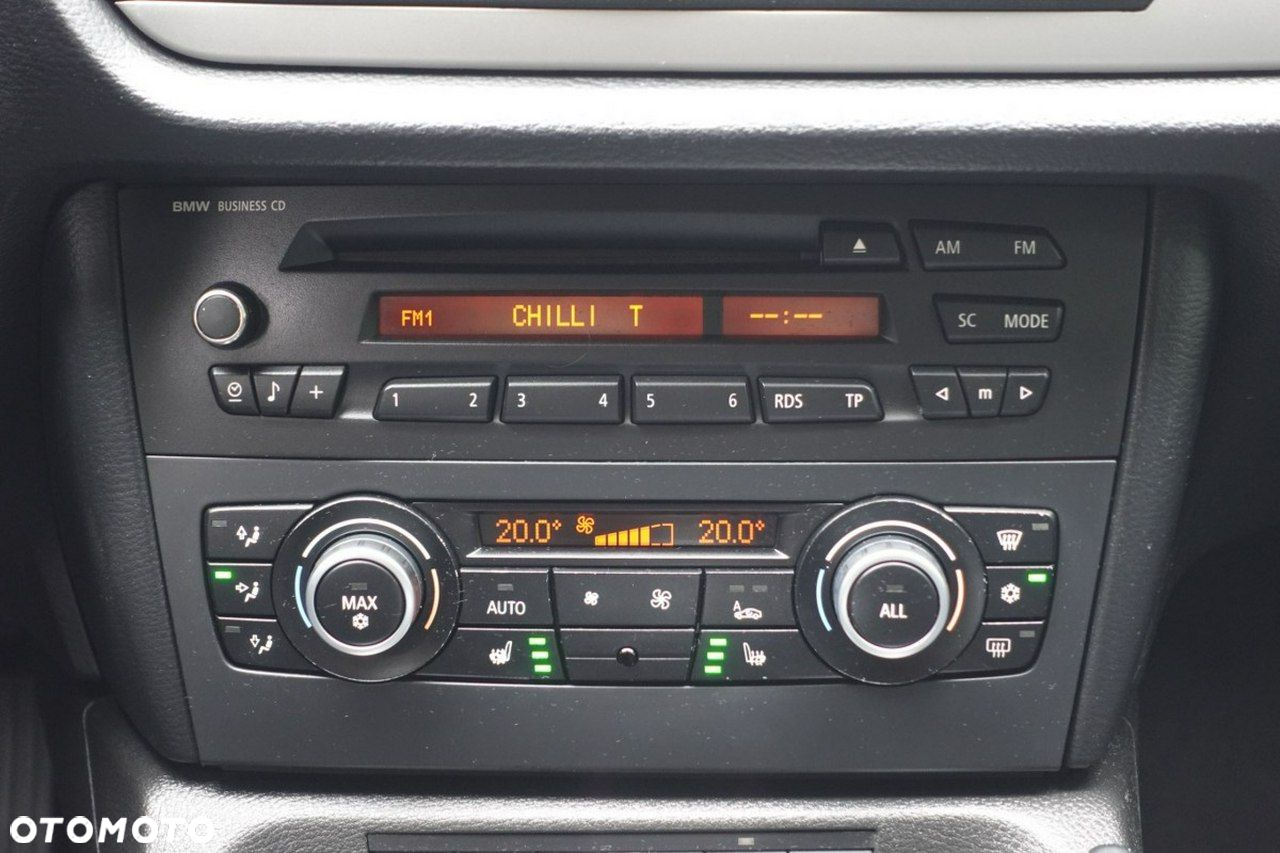 BMW BUSINESS CD
AM FM
FM1 CHILLI T --:--
SC MODE
1 2 3 4 5 6 RDS TP m
20.0° 20.0°
MAX AUTO A ALL
OTOMOTO